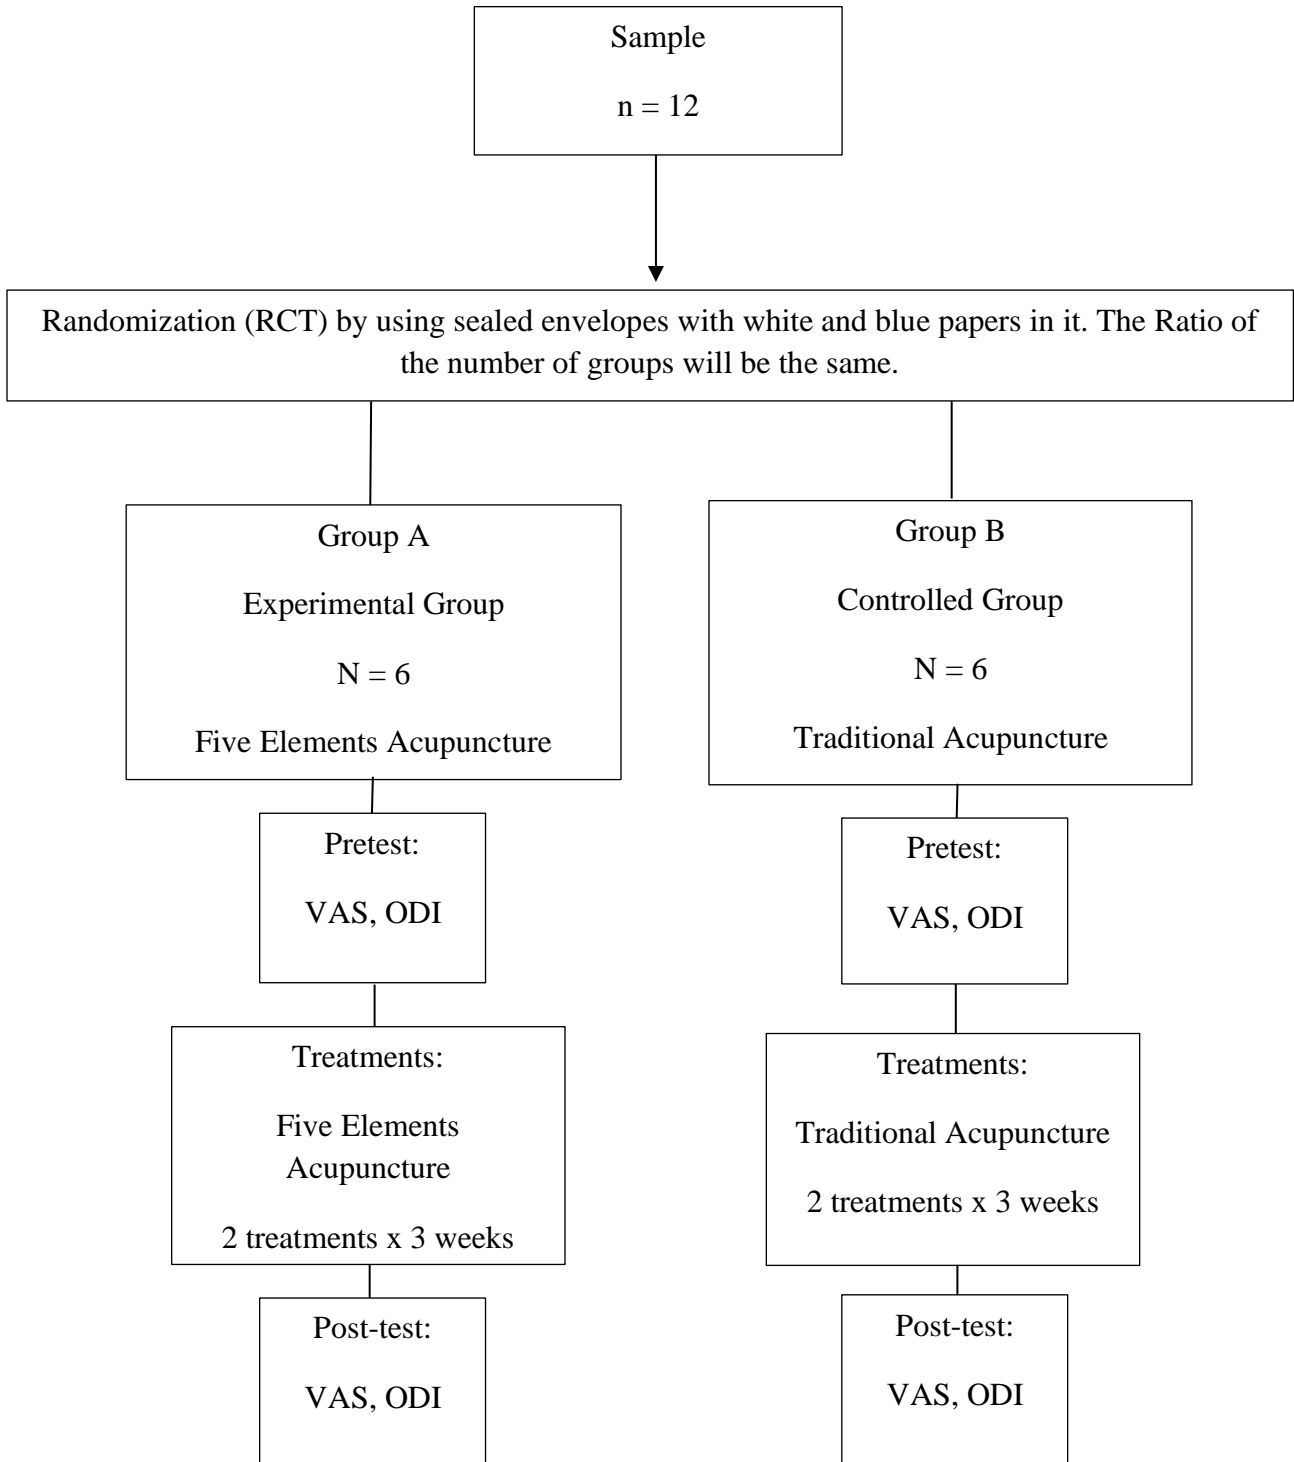 Sample
n = 12
Randomization (RCT) by using sealed envelopes with white and blue papers in it. The Ratio of
the number of groups will be the same.
Group A
Experimental Group
N = 6
Five Elements Acupuncture
Group B
Controlled Group
N = 6
Traditional Acupuncture
Pretest:
VAS, ODI
Pretest:
VAS, ODI
Treatments:
Five Elements
Acupuncture
2 treatments x 3 weeks
Treatments:
Traditional Acupuncture
2 treatments x 3 weeks
Post-test:
VAS, ODI
Post-test:
VAS, ODI